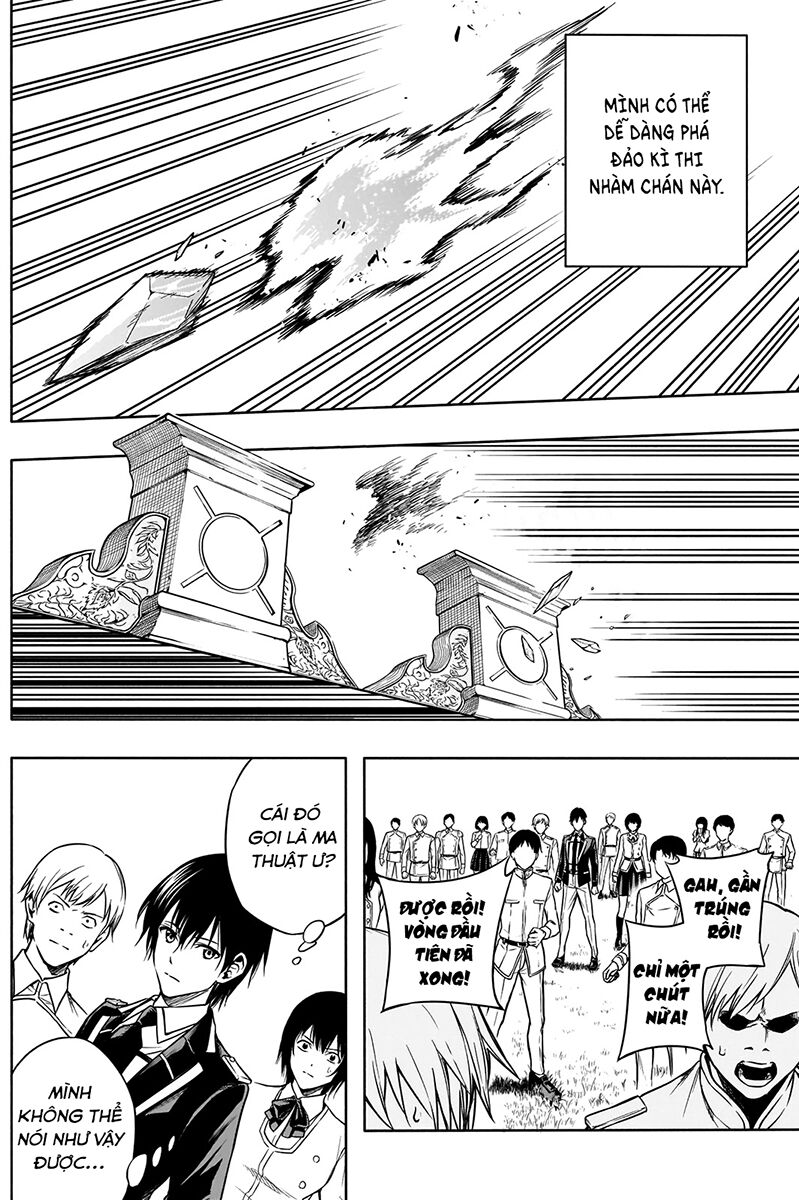 MÌNH CÓ THỂ
DỄ DÀNG PHÁ
ĐẢO KÌ THI
NHÀM CHÁN NÀY.
GAH, GẦN
TRÚNG
RỒI!
CHỈ MỘT
CHÚT
NỮA!
ĐƯỢC RỒI!
VÒNG ĐẦU
TIÊN ĐÃ
XONG!
CÁI ĐÓ
GỌI LÀ MA
THUẬT Ư?
MÌNH
KHÔNG THỂ
NÓI NHƯ VẬY
ĐƯỢC...